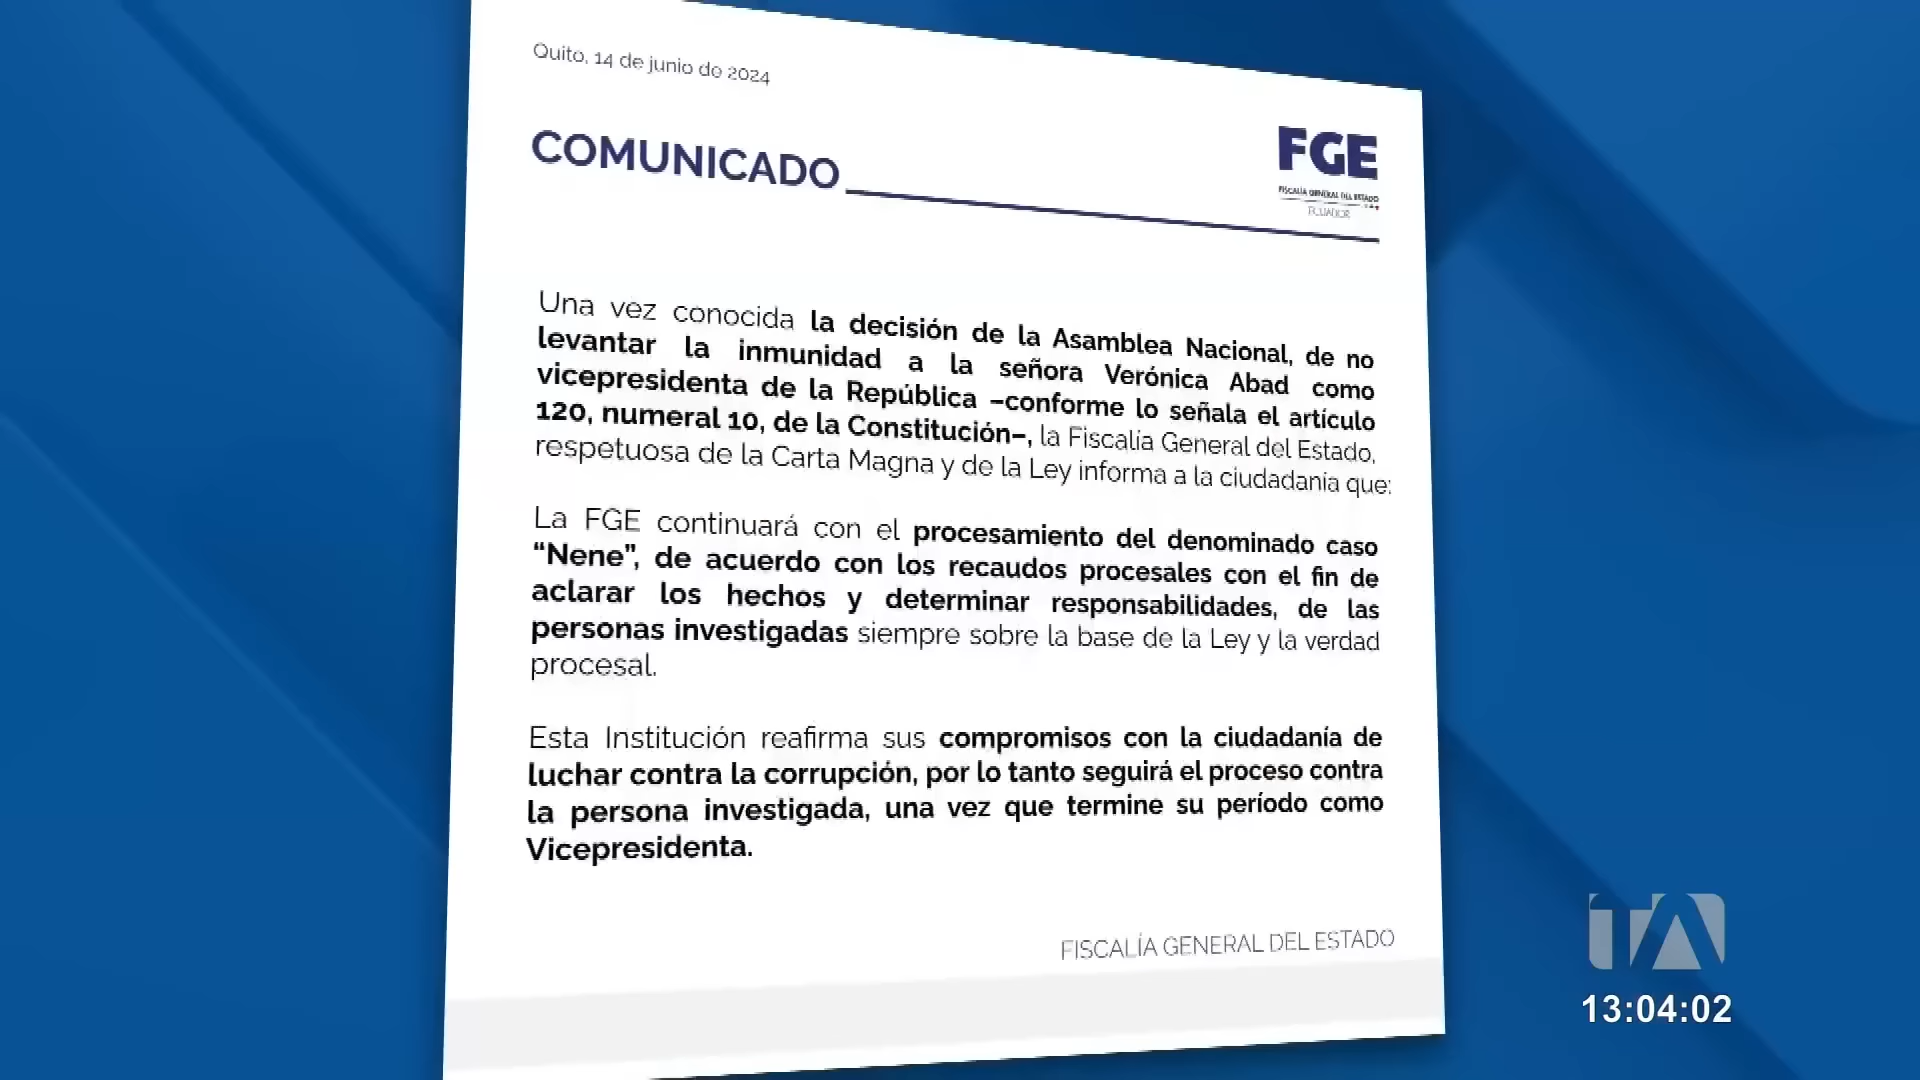 Quito, 14 de junio de 2024
COMUNICADO
FGE
FISCALÍA GENERAL DEL ESTADO
ECUADOR
Una vez conocida la decisión de la Asamblea Nacional, de no
levantar la inmunidad a la señora Verónica Abad como
vicepresidenta de la República –conforme lo señala el artículo
120, numeral 10, de la Constitución–, la Fiscalía General del Estado,
respetuosa de la Carta Magna y de la Ley informa a la ciudadanía que:
La FGE continuará con el procesamiento del denominado caso
“Nene”, de acuerdo con los recaudos procesales con el fin de
aclarar los hechos y determinar responsabilidades, de las
personas investigadas siempre sobre la base de la Ley y la verdad
procesal.
Esta Institución reafirma sus compromisos con la ciudadanía de
luchar contra la corrupción, por lo tanto seguirá el proceso contra
la persona investigada, una vez que termine su período como
Vicepresidenta.
FISCALÍA GENERAL DEL ESTADO
TA
13:04:02